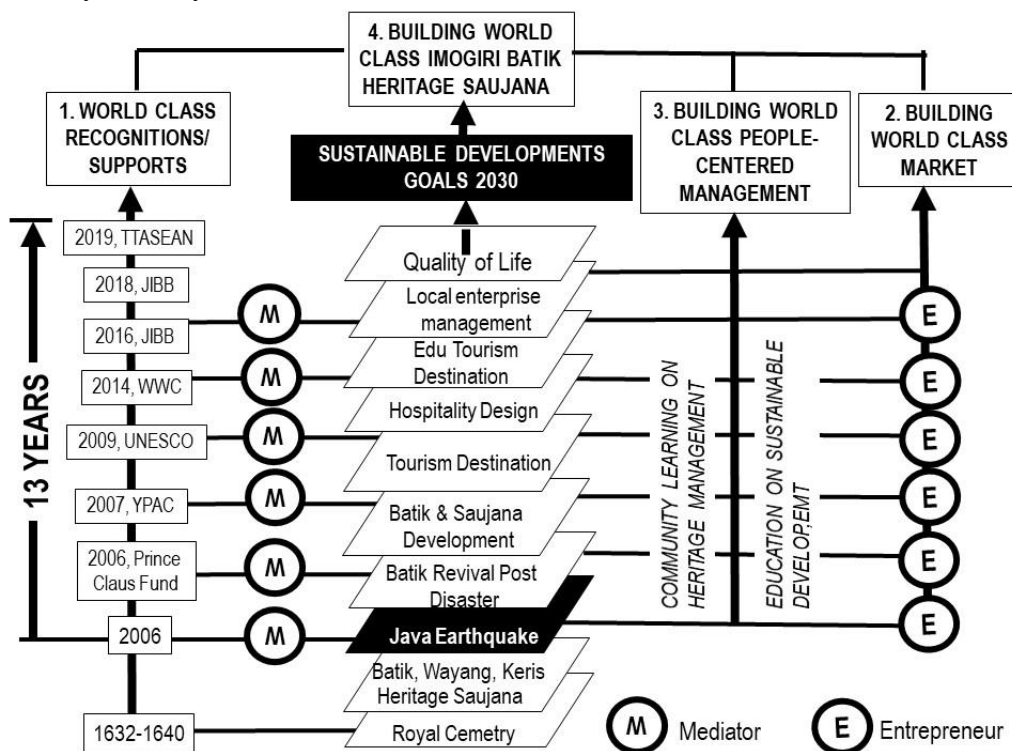 4. BUILDING WORLD
CLASS IMOGIRI BATIK
HERITAGE SAUJANA
1. WORLD CLASS
RECOGNITIONS/
SUPPORTS
SUSTAINABLE DEVELOPMENTS
GOALS 2030
3. BUILDING WORLD
CLASS PEOPLE-
CENTERED
MANAGEMENT
2. BUILDING
WORLD CLASS
MARKET
13 YEARS
2019, TTASEAN
2018, JIBB
2016, JIBB
2014, WWC
2009, UNESCO
2007, YPAC
2006, Prince
Claus Fund
2006
1632-1640
M
M
M
M
M
M
Quality of Life
Local enterprise
management
Edu Tourism
Destination
Hospitality Design
Tourism Destination
Batik & Saujana
Development
Batik Revival Post
Disaster
Java Earthquake
Batik, Wayang, Keris
Heritage Saujana
Royal Cemetry
COMMUNITY LEARNING ON
HERITAGE MANAGEMENT
EDUCATION ON SUSTAINABLE
DEVELOP,EMT
E
E
E
E
E
E
M Mediator
E Entrepreneur